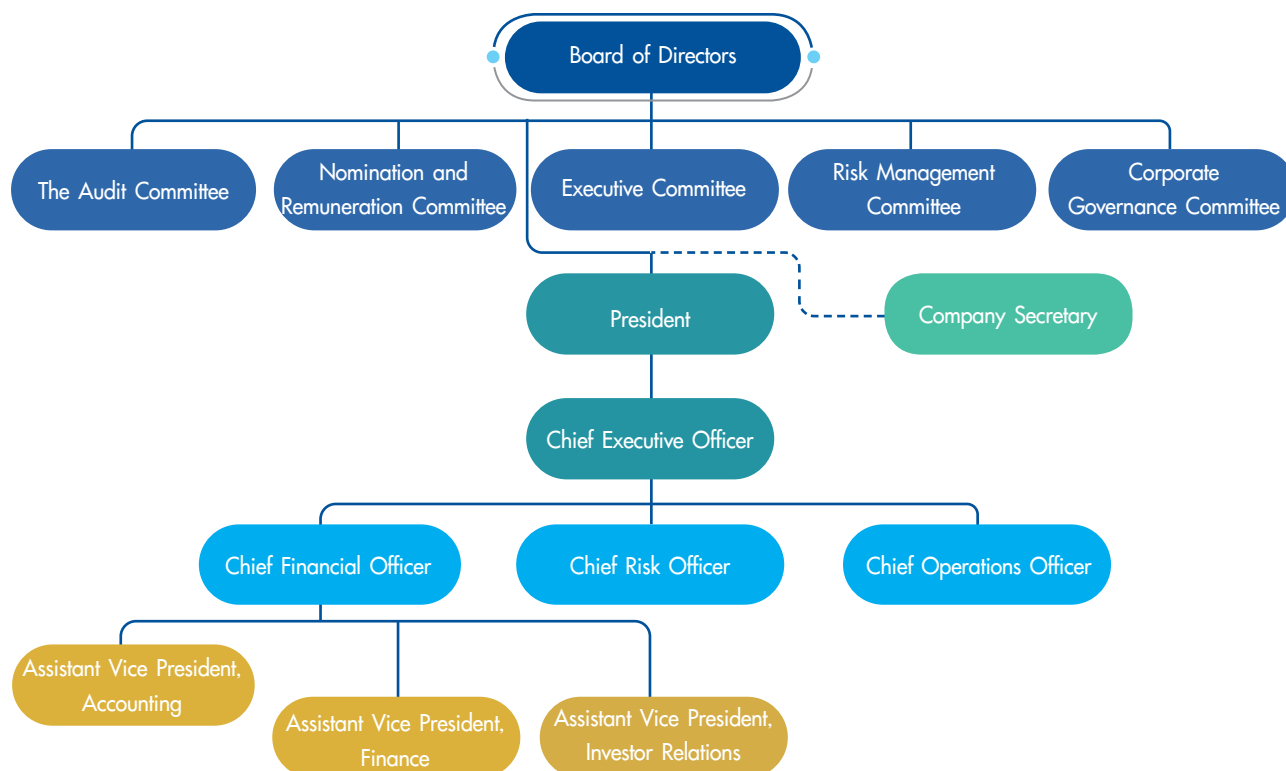 Board of Directors
The Audit Committee
Nomination and
Remuneration Committee
Executive Committee
Risk Management
Committee
Corporate
Governance Committee
President
Company Secretary
Chief Executive Officer
Chief Financial Officer
Chief Risk Officer
Chief Operations Officer
Assistant Vice President,
Accounting
Assistant Vice President,
Finance
Assistant Vice President,
Investor Relations